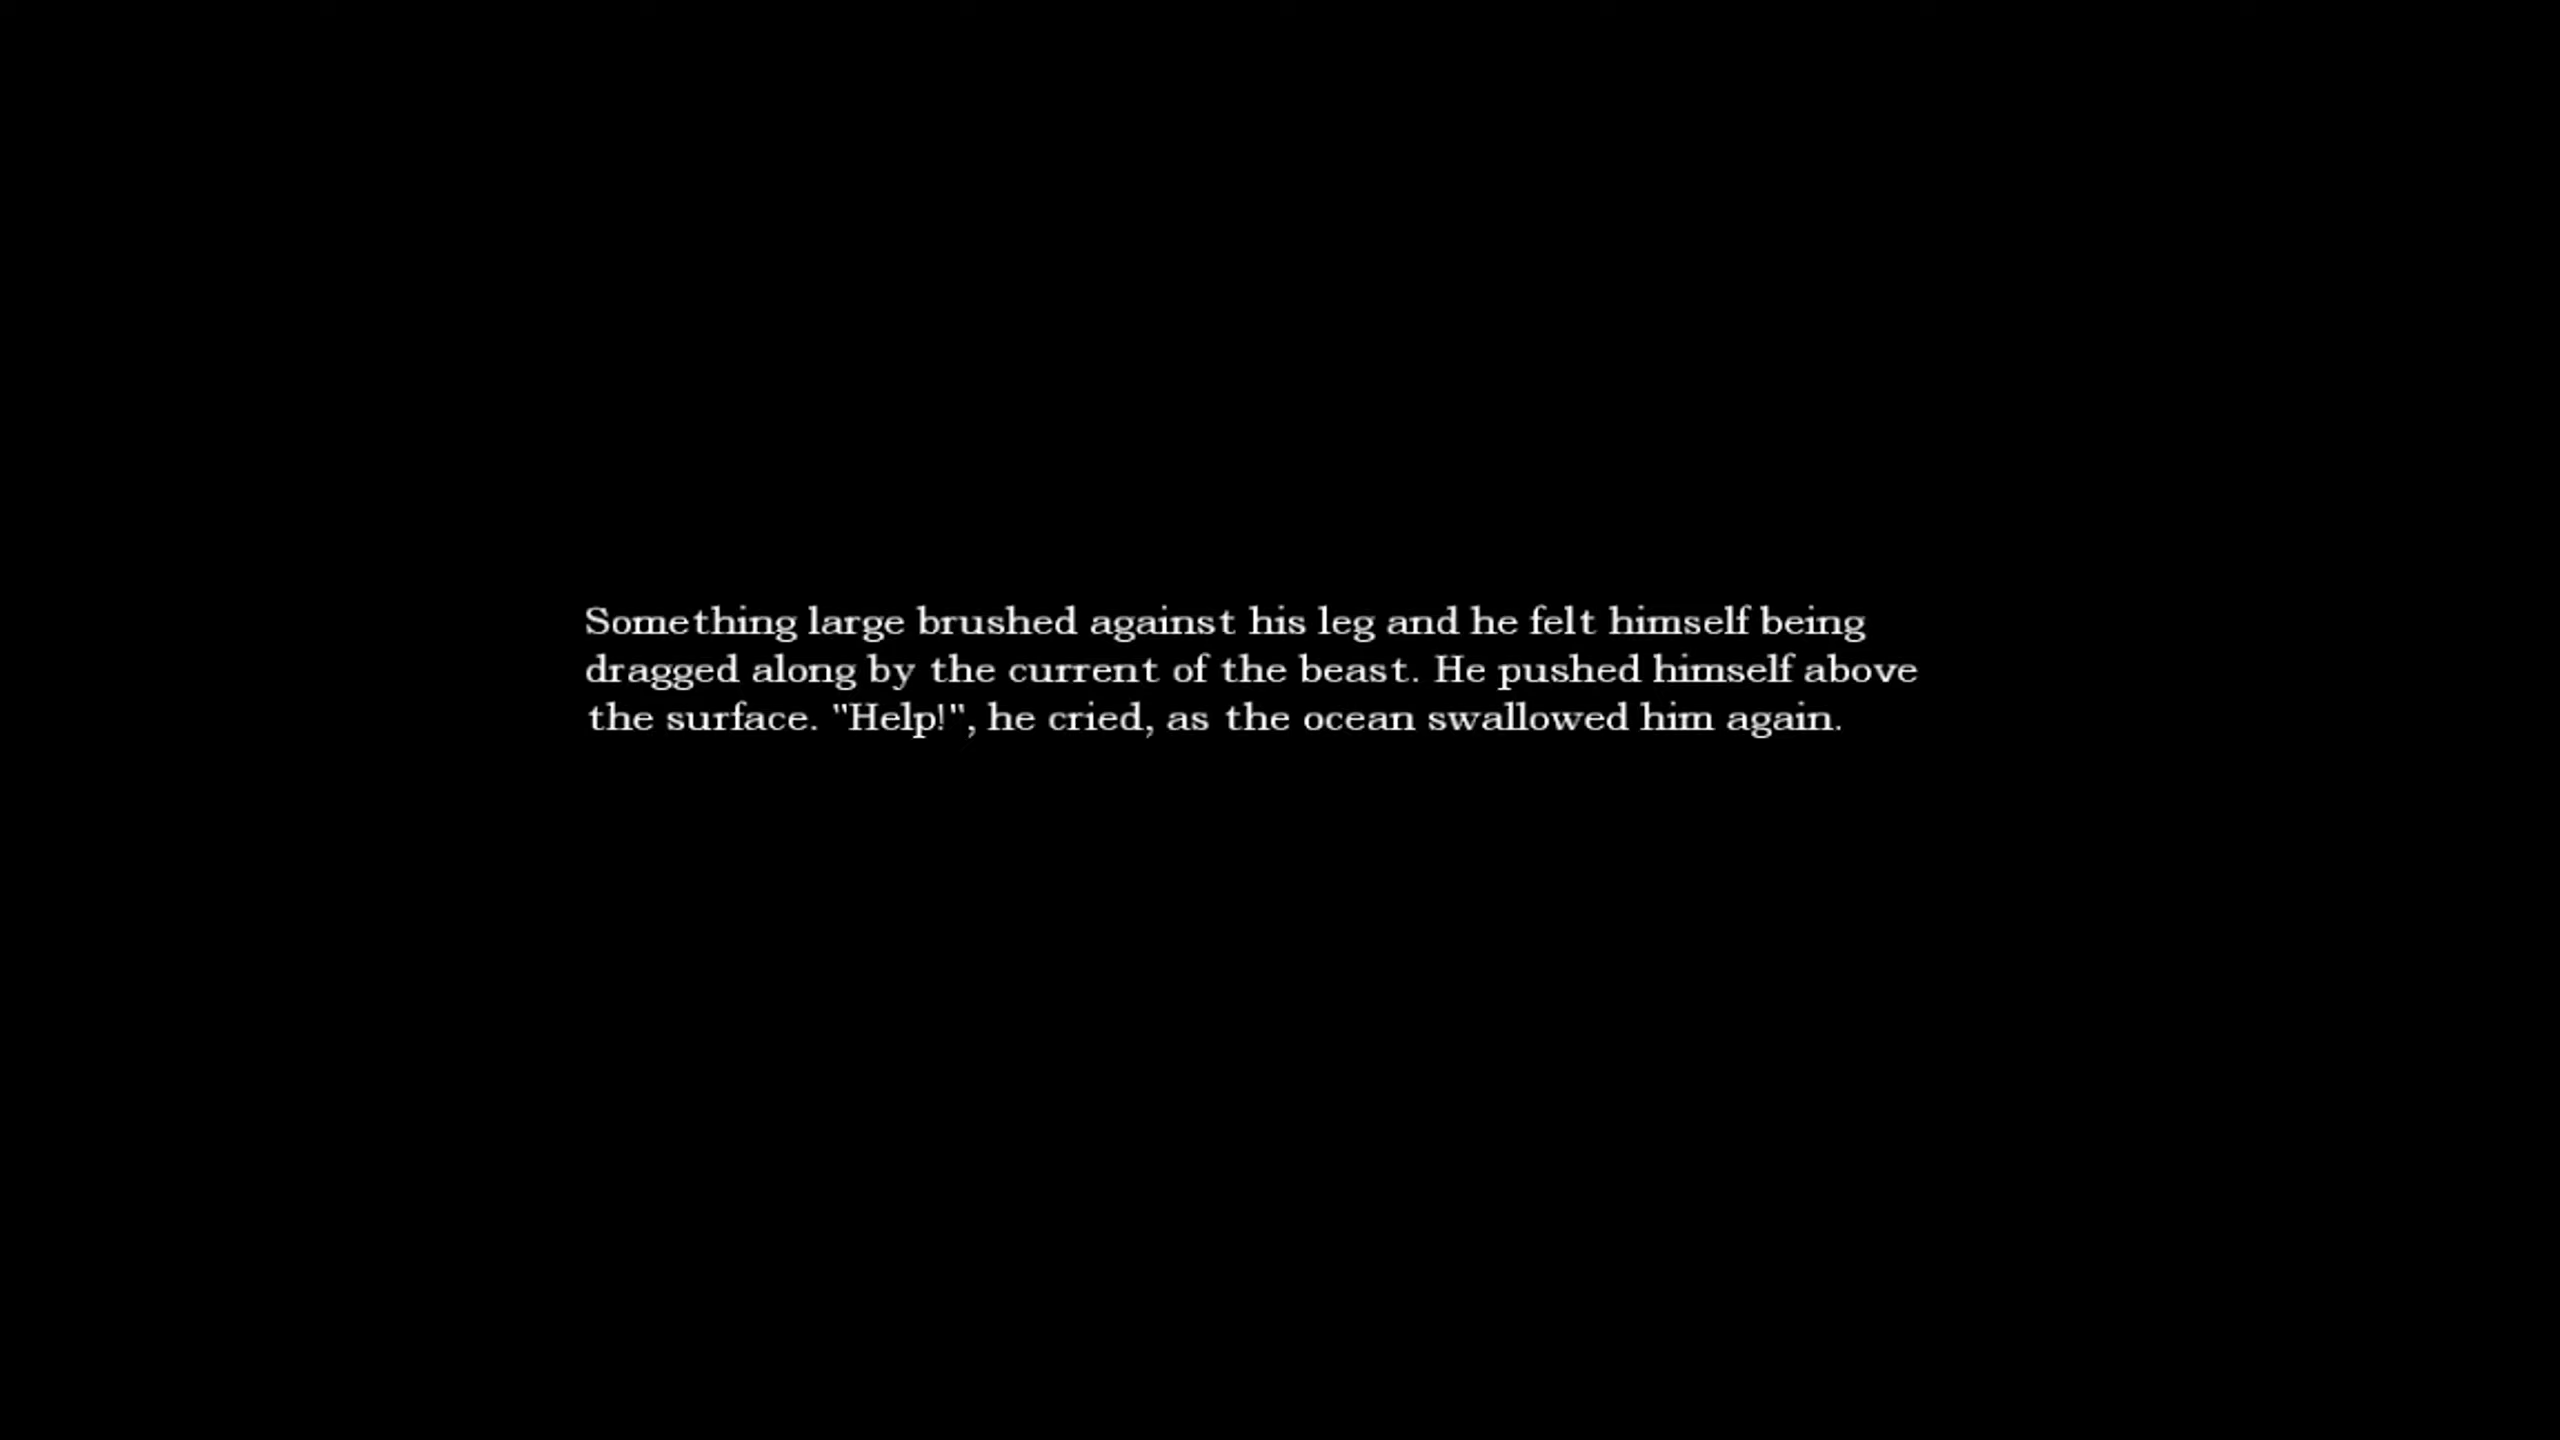 Something large brushed against his leg and he felt himself being
dragged along by the current of the beast. He pushed himself above
the surface. "Help!", he cried, as the ocean swallowed him again.